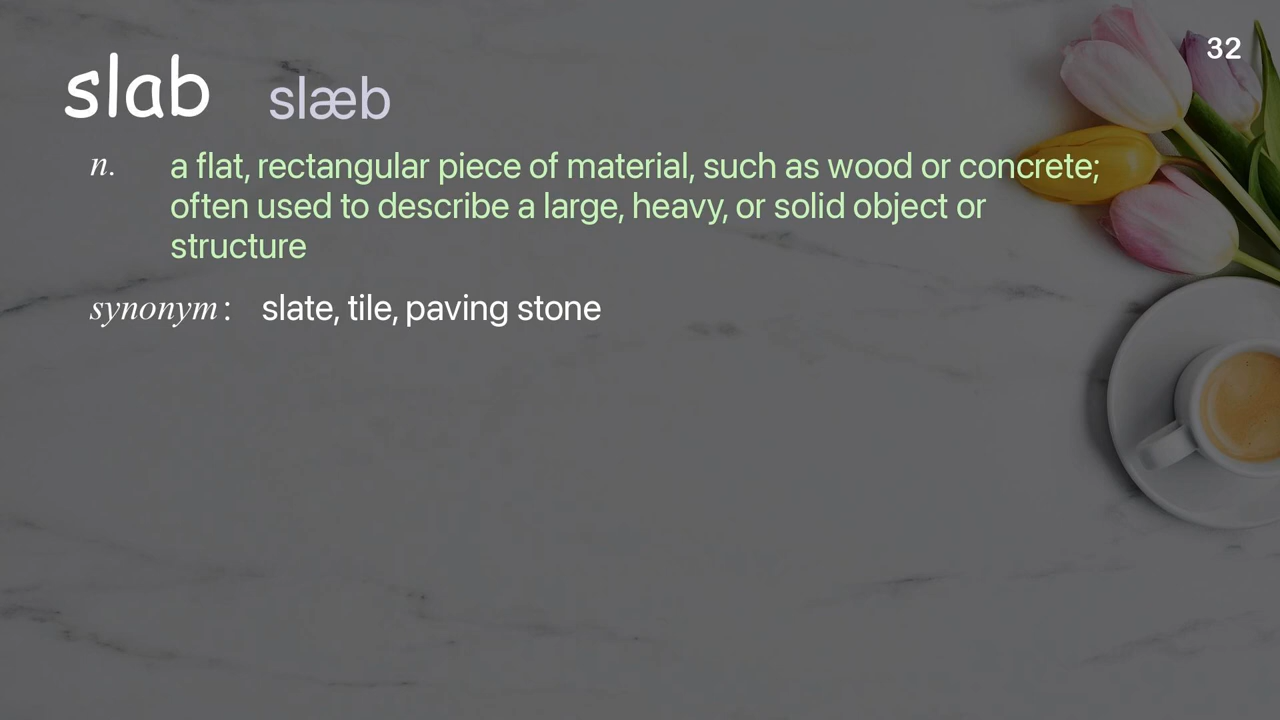 32
slab slæb
n. a flat, rectangular piece of material, such as wood or concrete;
often used to describe a large, heavy, or solid object or
structure
synonym: slate, tile, paving stone